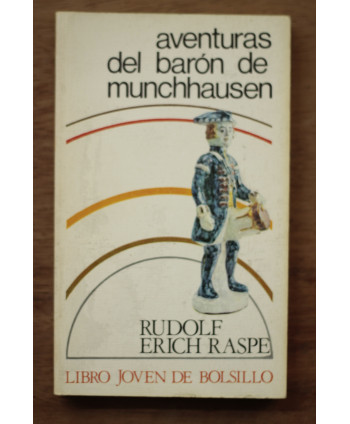 aventuras
del barón de
munchhausen
RUDOLF
ERICH RASPE
LIBRO JOVEN DE BOLSILLO